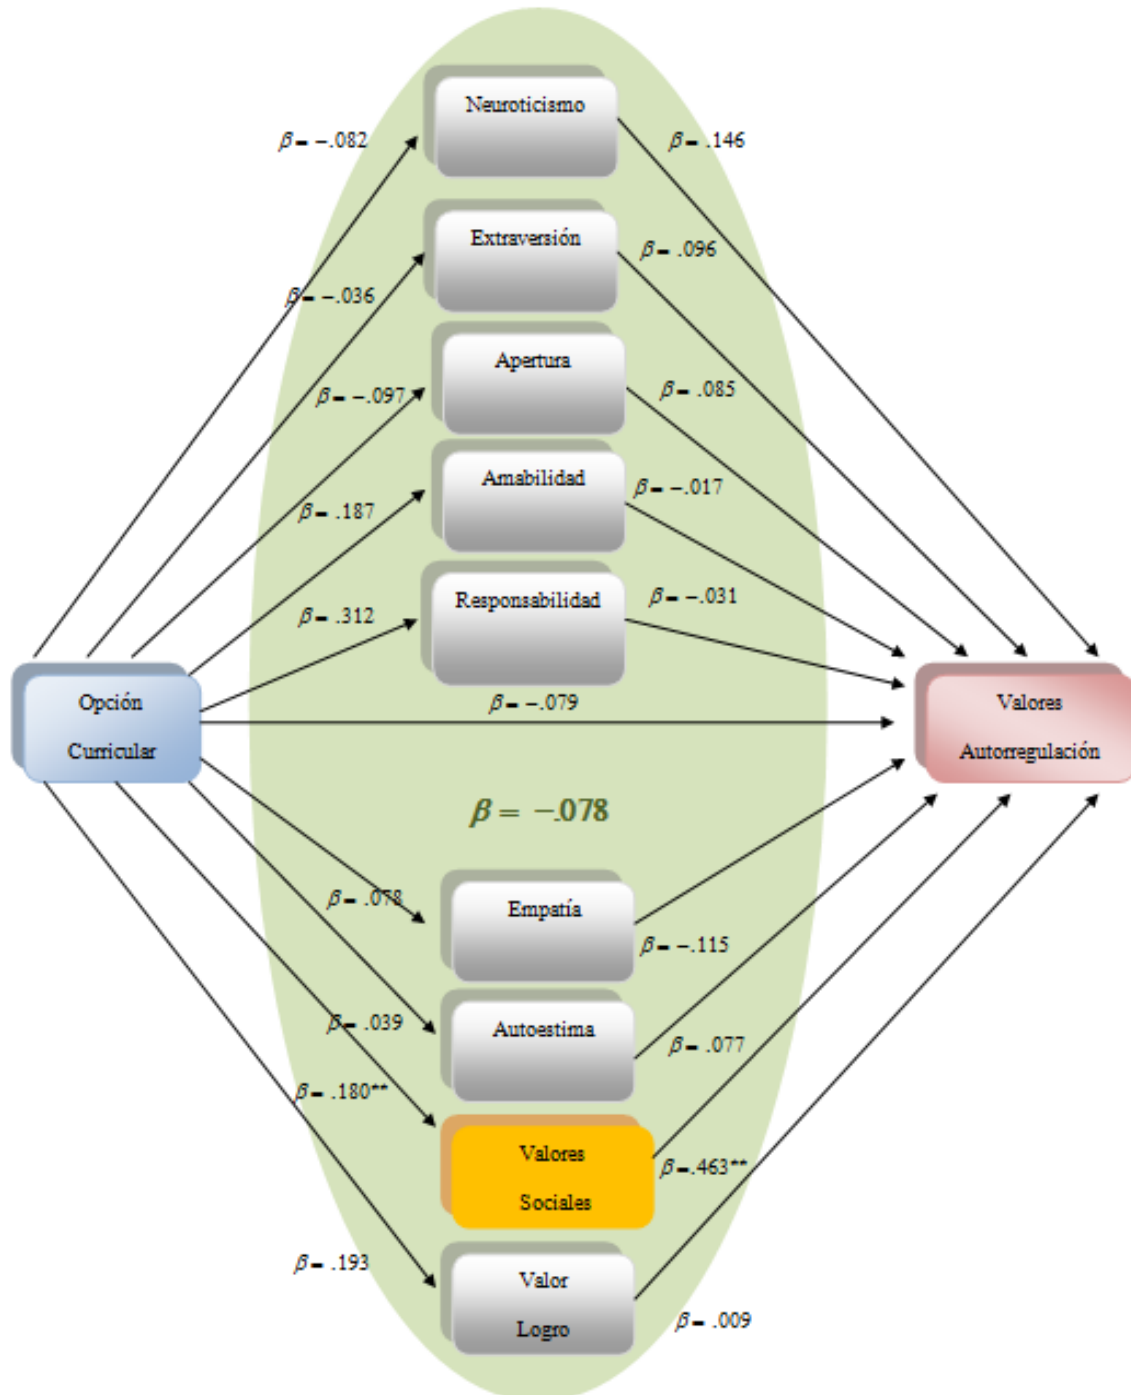 Neuroticismo
β = −.082
β = .146
Extraversión
β = .096
β = −.036
Apertura
β = −.097
β = .085
Amabilidad
β = −.017
β = .187
Responsabilidad
β = −.031
β = .312
Opción
Curricular
β = −.079
Valores
Autorregulación
β = −.078
β = .078
Empatía
β = −.115
β = .039
Autoestima
β = .077
β = .180**
Valores
Sociales
β =.463**
β = .193
Valor
Logro
β = .009